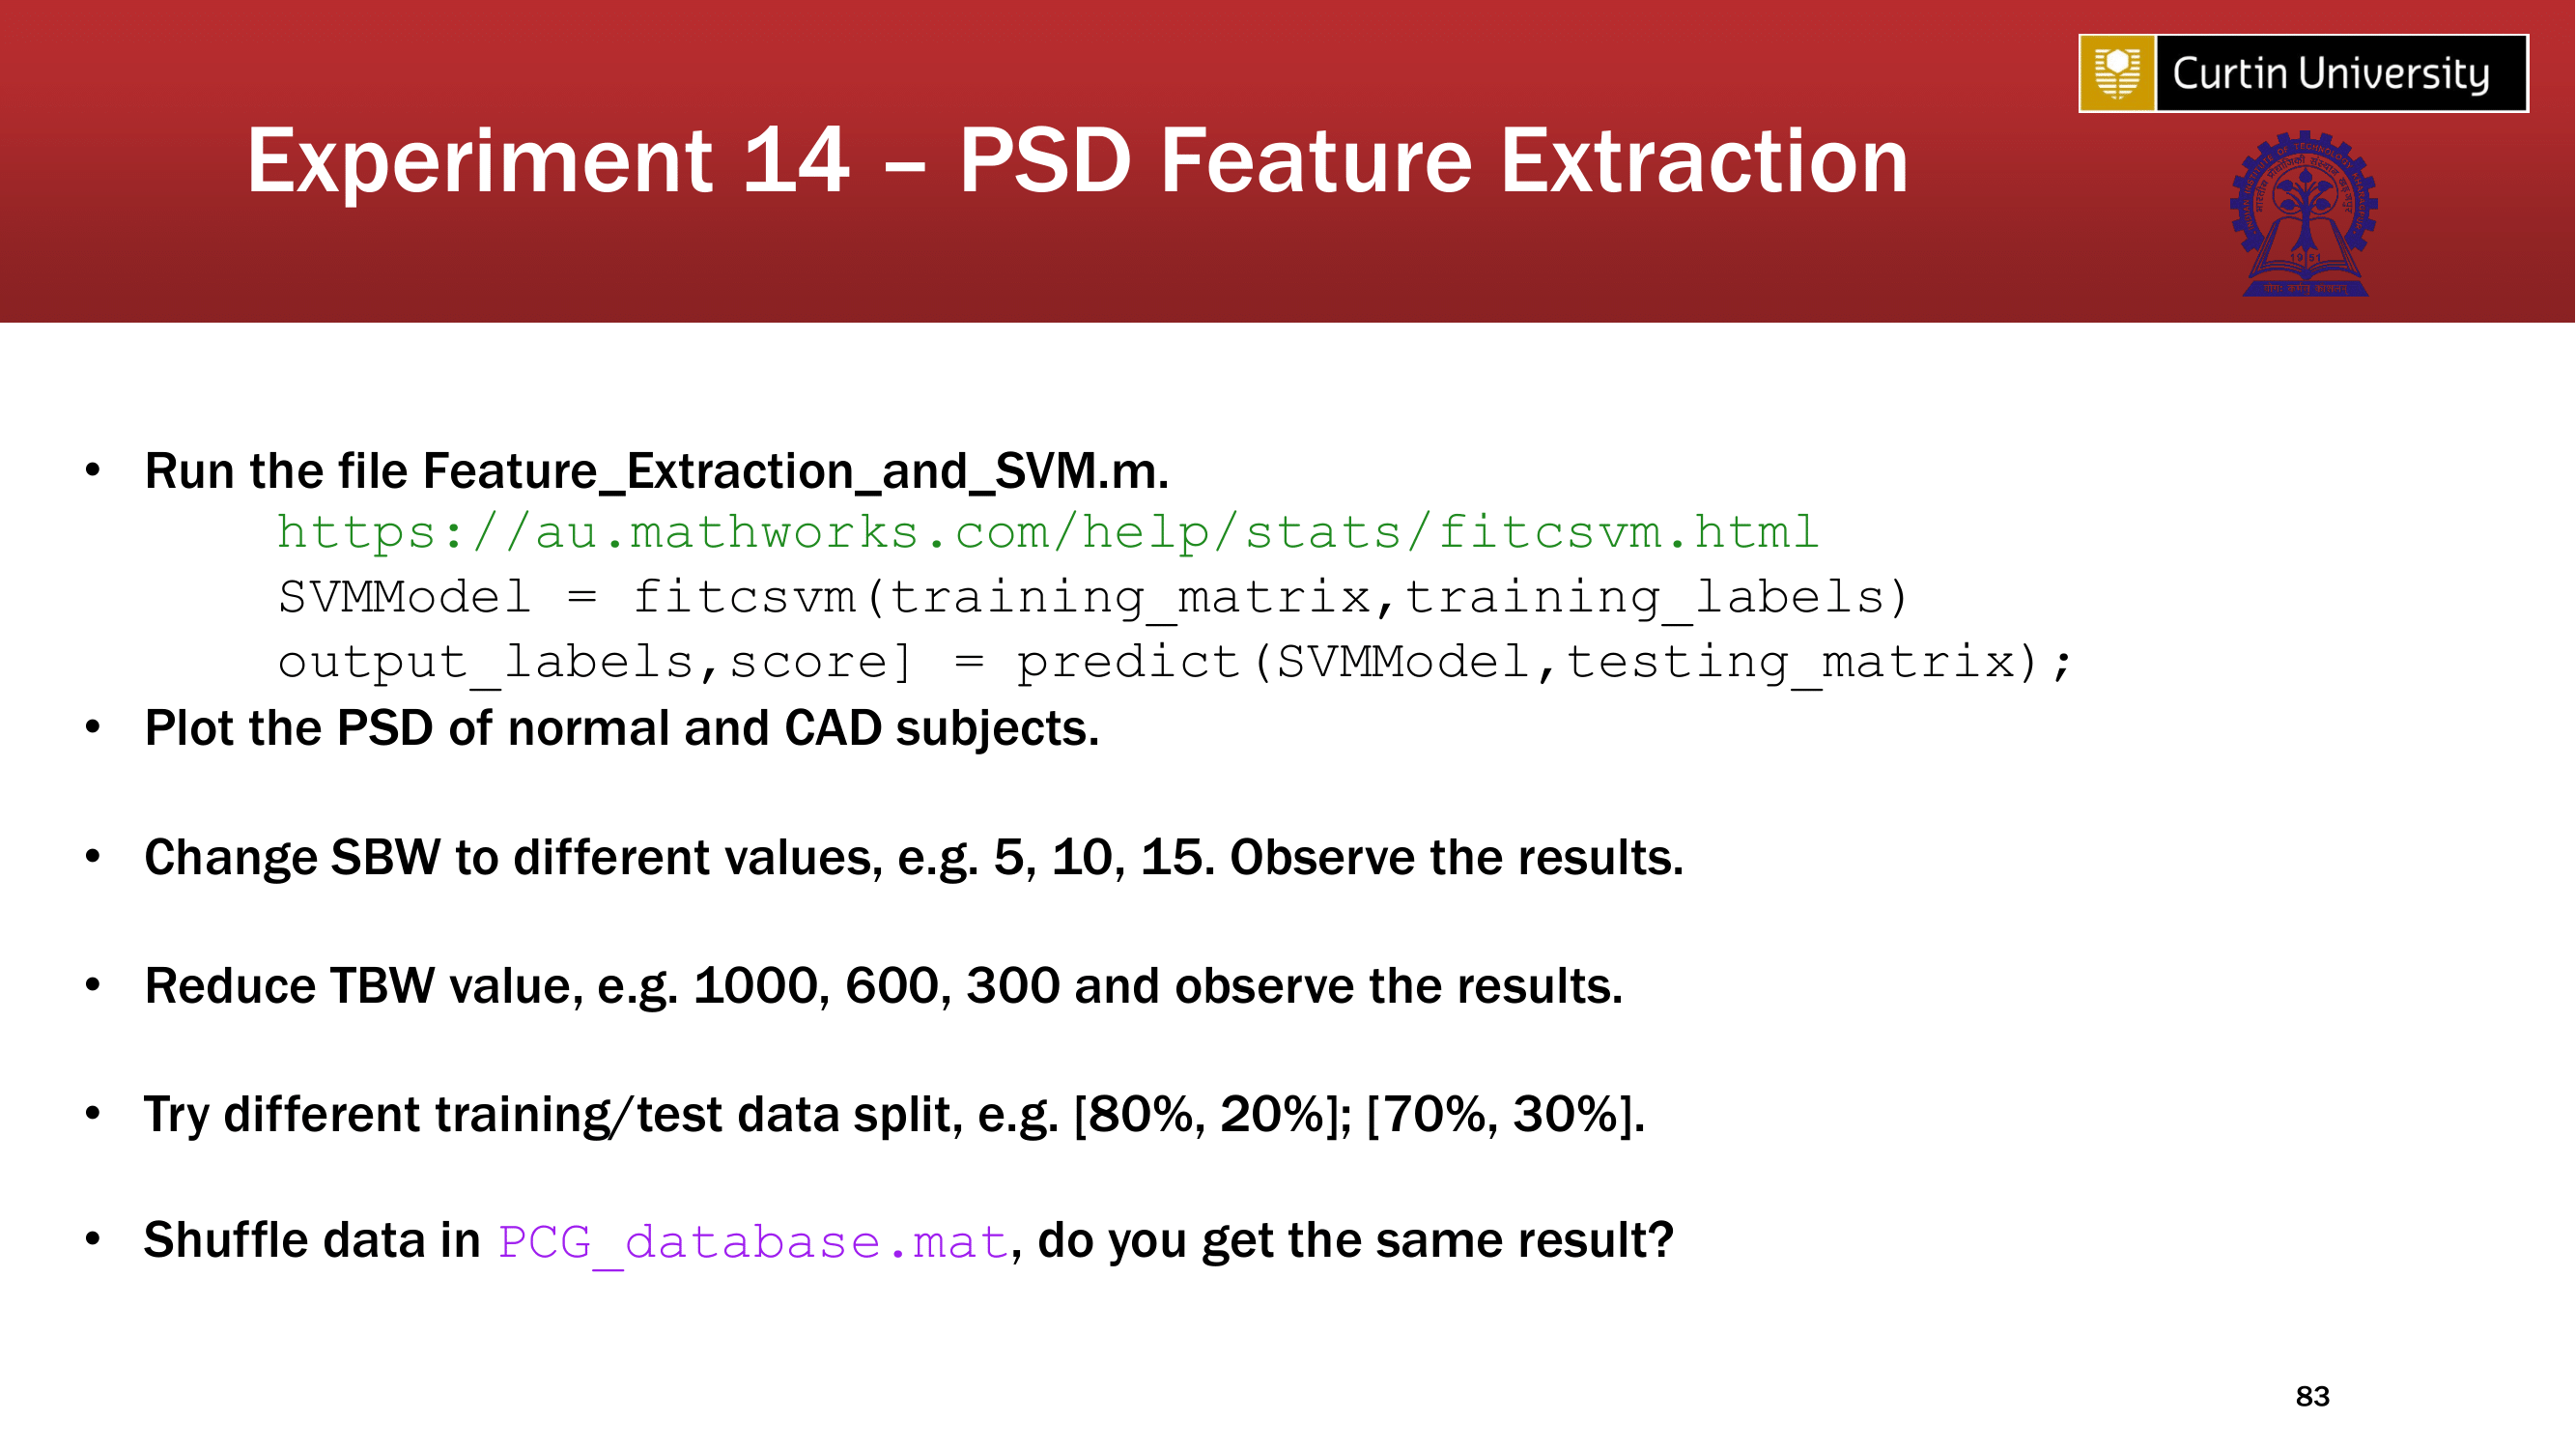 Curtin University
Experiment 14 – PSD Feature Extraction
1951
• Run the file Feature_Extraction_and_SVM.m.
https://au.mathworks.com/help/stats/fitcsvm.html
SVMModel = fitcsvm(training_matrix,training_labels)
output_labels,score] = predict(SVMModel,testing_matrix);
• Plot the PSD of normal and CAD subjects.
• Change SBW to different values, e.g. 5, 10, 15. Observe the results.
• Reduce TBW value, e.g. 1000, 600, 300 and observe the results.
• Try different training/test data split, e.g. [80%, 20%]; [70%, 30%].
• Shuffle data in PCG_database.mat, do you get the same result?
83